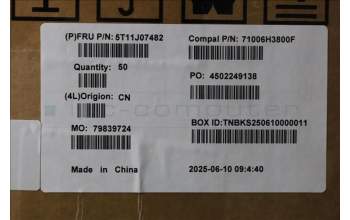 (P)FRU P/N: 5T11J07482
Compal P/N: 71006H3800F
Quantity: 50
PO: 4502249138
(4L)Origion: CN
MO: 79839724
BOX ID:TNBKS250610000011
Made in China
2025-06-10 09:4:40